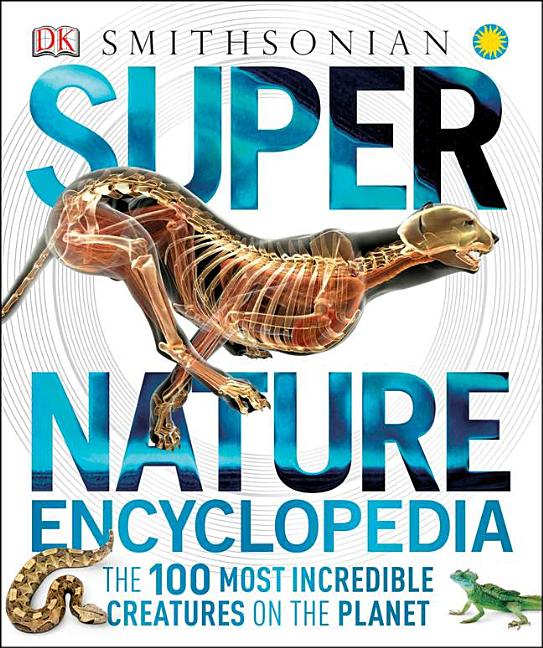 DK SMITHSONIAN
SUPER
NATURE
ENCYCLOPEDIA
THE 100 MOST INCREDIBLE
CREATURES ON THE PLANET